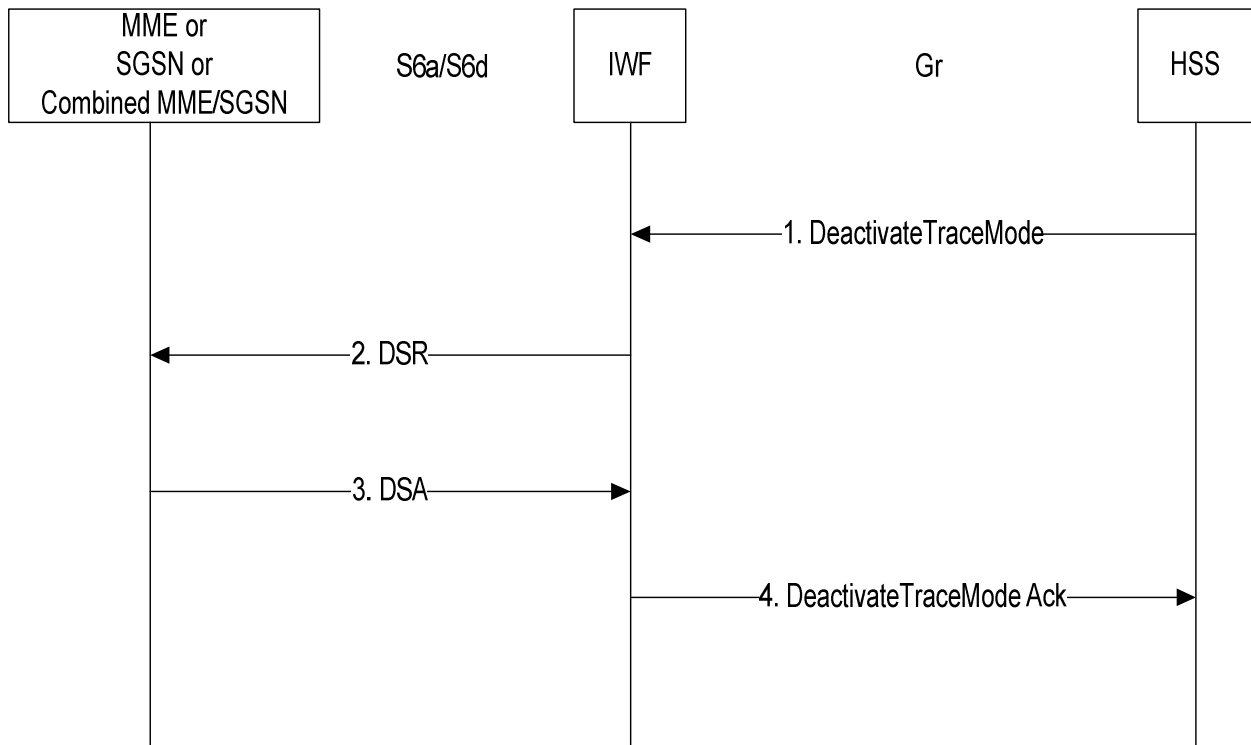 MME or
SGSN or
Combined MME/SGSN
S6a/S6d
IWF
Gr
HSS
1. DeactivateTraceMode
2. DSR
3. DSA
4. DeactivateTraceMode Ack